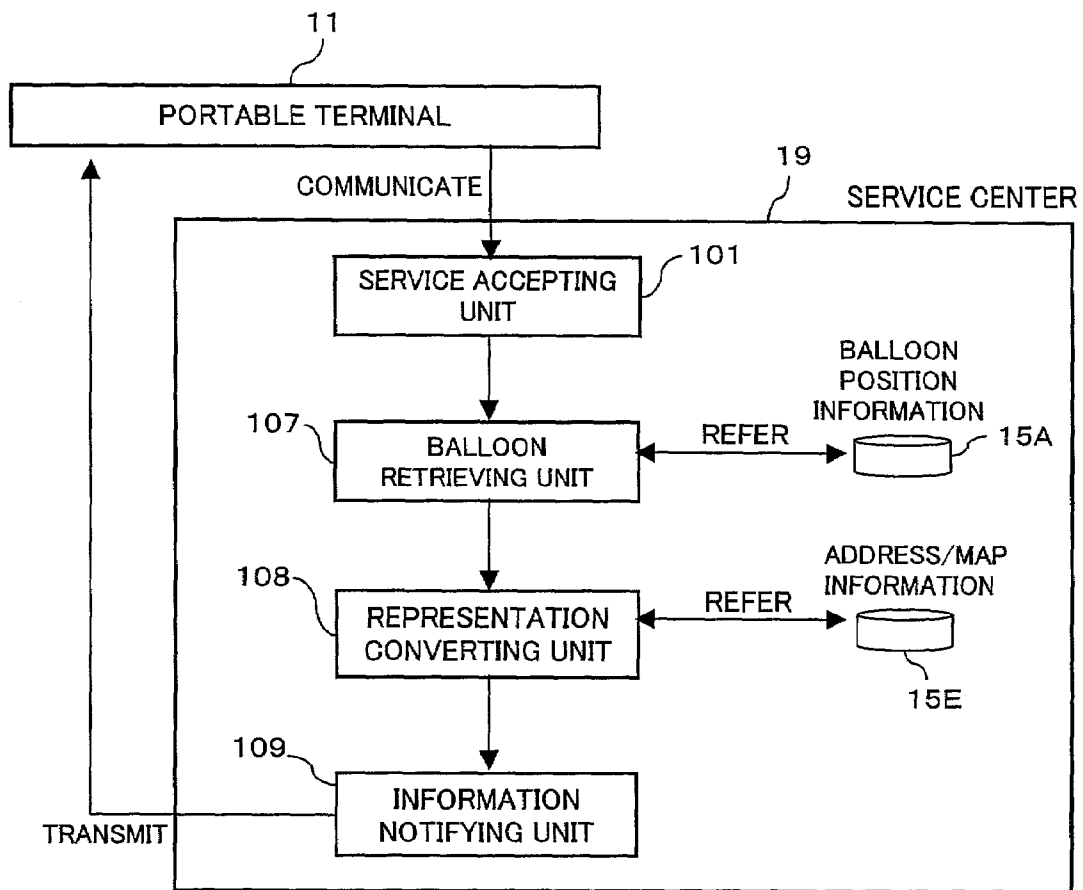 11
PORTABLE TERMINAL
COMMUNICATE
19
SERVICE CENTER
101
SERVICE ACCEPTING
UNIT
BALLOON
POSITION
INFORMATION
107
BALLOON
RETRIEVING UNIT
REFER
15A
ADDRESS/MAP
INFORMATION
108
REPRESENTATION
CONVERTING UNIT
REFER
15E
109
INFORMATION
NOTIFYING UNIT
TRANSMIT